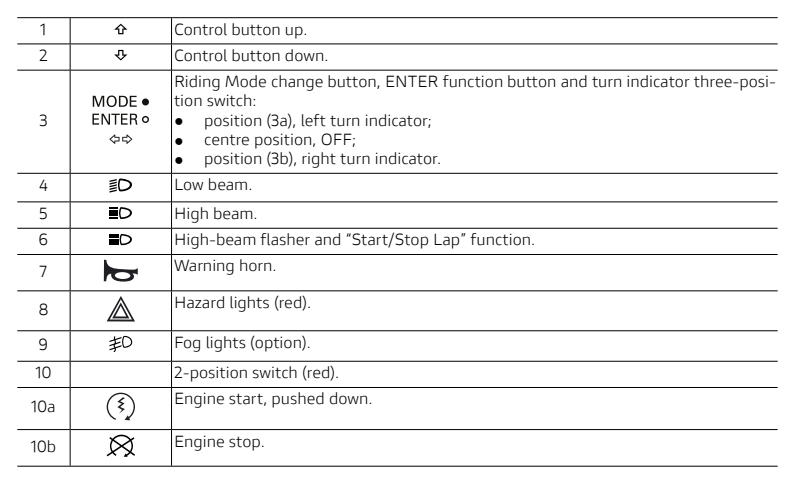 1 Control button up.
2 Control button down.
3 MODE ● ENTER o ⇦⇨ Riding Mode change button, ENTER function button and turn indicator three-posi-
tion switch:
● position (3a), left turn indicator;
● centre position, OFF;
● position (3b), right turn indicator.
4 Low beam.
5 High beam.
6 High-beam flasher and “Start/Stop Lap” function.
7 Warning horn.
8 Hazard lights (red).
9 Fog lights (option).
10 2-position switch (red).
10a Engine start, pushed down.
10b Engine stop.